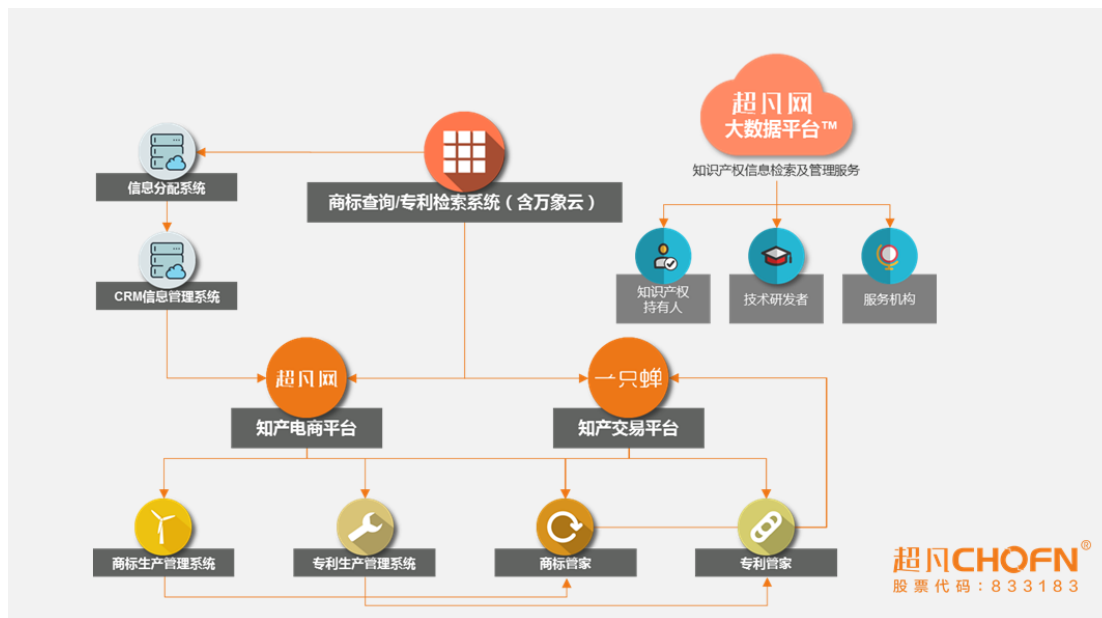 超凡网
大数据平台™
知识产权信息检索及管理服务
知识产权
持有人
技术研发者
服务机构
信息分配系统
商标查询/专利检索系统（含万象云）
CRM信息管理系统
超凡网
知产电商平台
一只蝉
知产交易平台
商标生产管理系统
专利生产管理系统
商标管家
专利管家
超凡CHOFN®
股票代码：833183